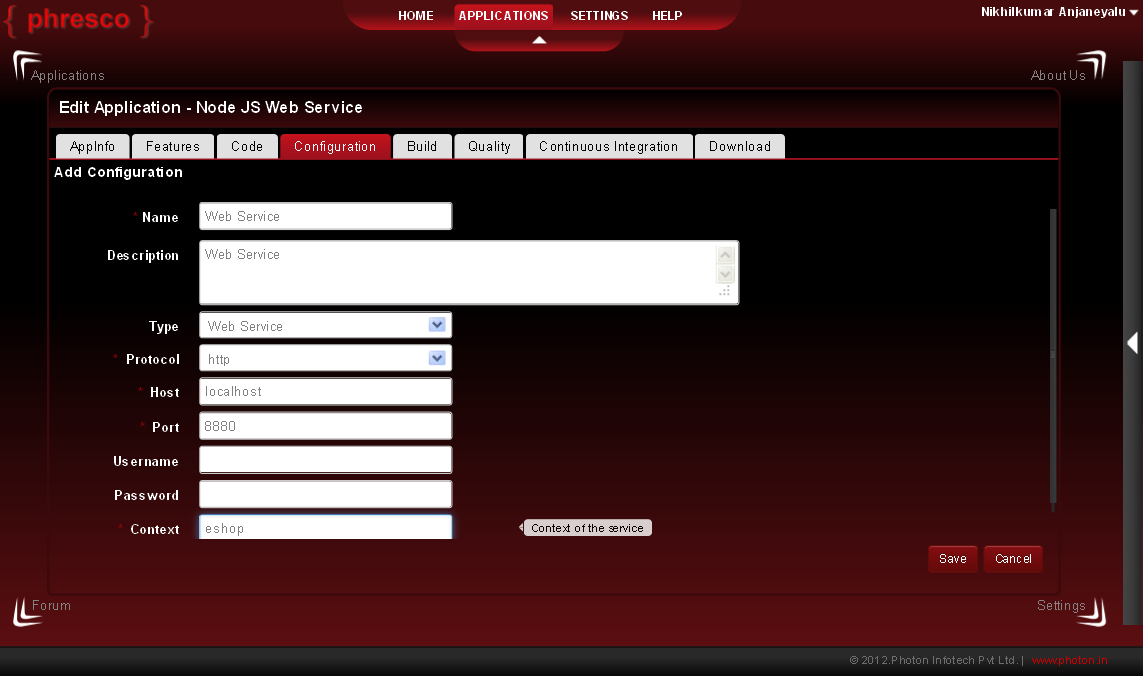 { phresco }
HOME APPLICATIONS SETTINGS HELP
Nikhilkumar Anjaneyalu
Applications
About Us
Edit Application - Node JS Web Service
AppInfo Features Code Configuration Build Quality Continuous Integration Download
Add Configuration
* Name Web Service
Description Web Service
Type Web Service
* Protocol http
* Host localhost
* Port 8880
Username
Password
* Context eshop Context of the service
Save Cancel
Forum
Settings
© 2012.Photon Infotech Pvt Ltd. | www.photon.in